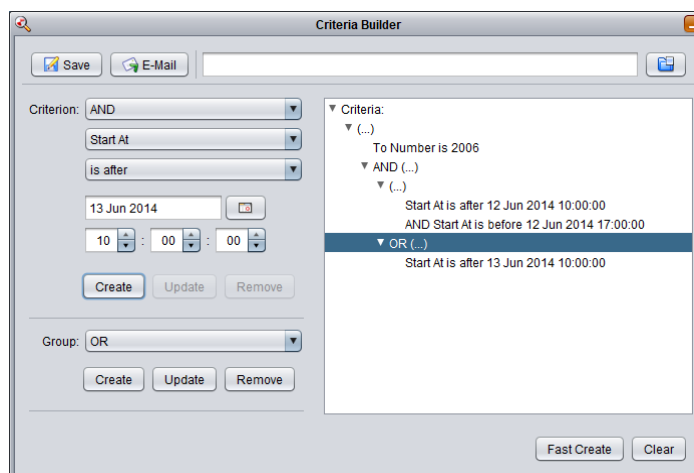 Criteria Builder
Save E-Mail
Criterion: AND
Start At
is after
13 Jun 2014
10 : 00 : 00
Create Update Remove
Group: OR
Create Update Remove
Criteria:
(...)
To Number is 2006
AND (...)
(...)
Start At is after 12 Jun 2014 10:00:00
AND Start At is before 12 Jun 2014 17:00:00
OR (...)
Start At is after 13 Jun 2014 10:00:00
Fast Create Clear